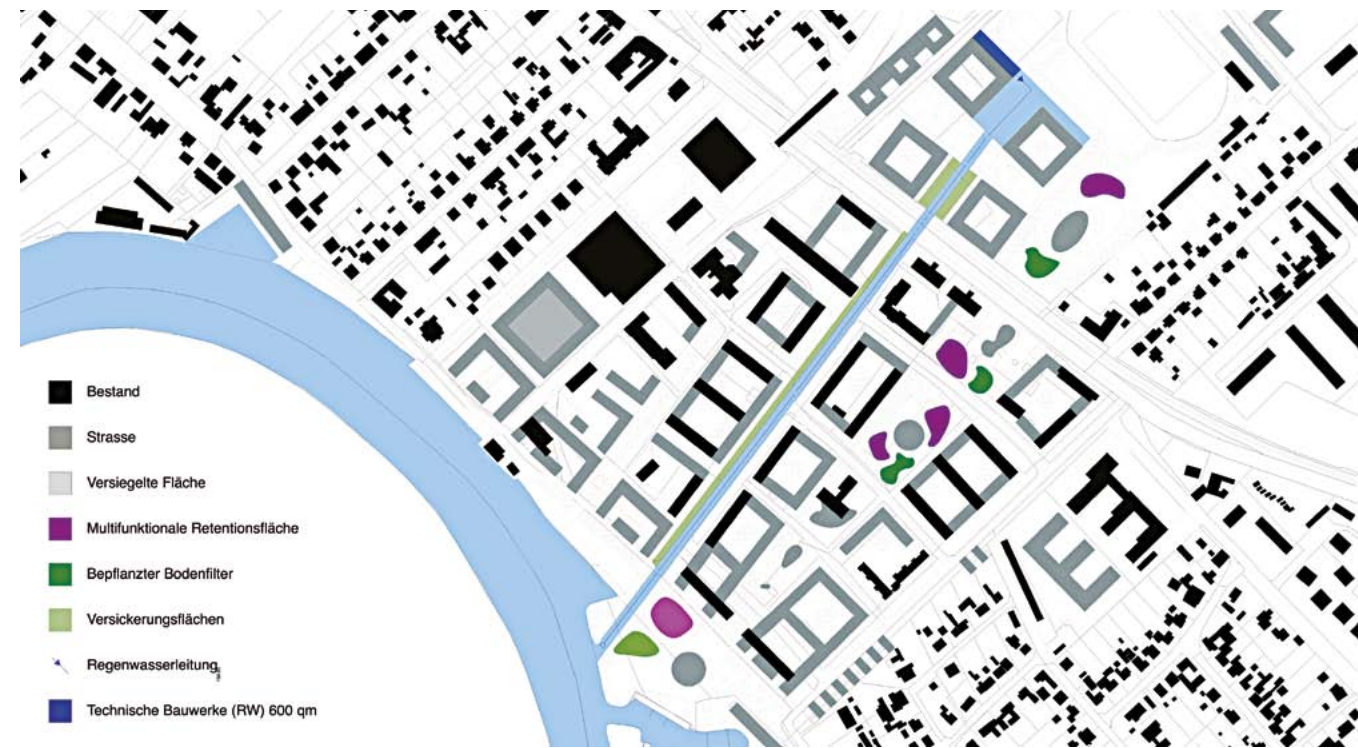 Bestand
Strasse
Versiegelte Fläche
Multifunktionale Retentionsfläche
Bepflanzter Bodenfilter
Versickerungsflächen
Regenwasserleitung
Technische Bauwerke (RW) 600 qm